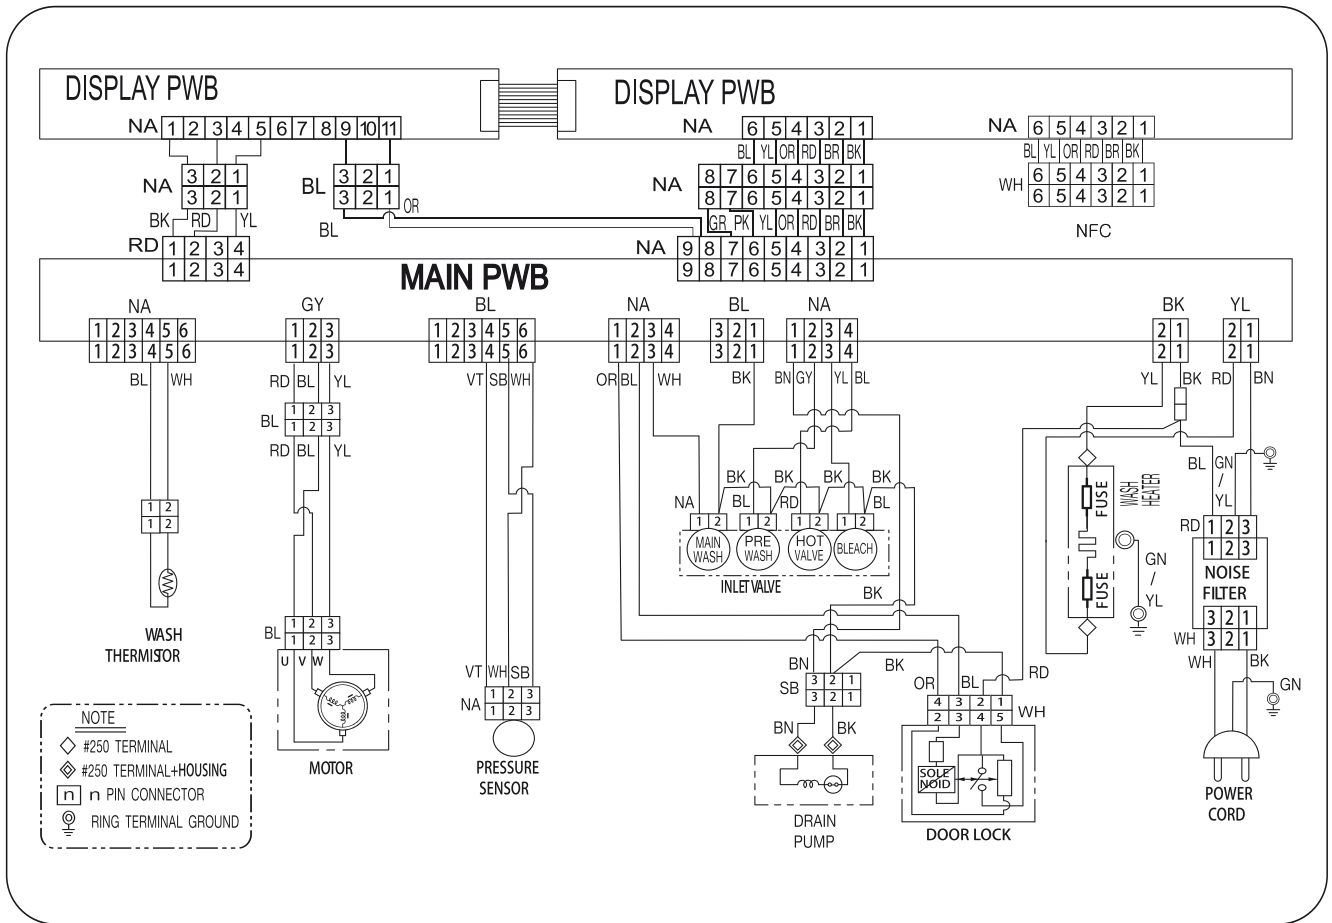 DISPLAY PWB
DISPLAY PWB
NA 1 2 3 4 5 6 7 8 9 10 11
NA 6 5 4 3 2 1
NA 6 5 4 3 2 1
BL YL OR RD BR BK
BL YL OR RD BR BK
NA 3 2 1
3 2 1
BL 3 2 1
3 2 1
NA 8 7 6 5 4 3 2 1
8 7 6 5 4 3 2 1
WH 6 5 4 3 2 1
6 5 4 3 2 1
BK RD YL
OR
BL
GR PK YL OR RD BR BK
NFC
RD 1 2 3 4
1 2 3 4
NA 9 8 7 6 5 4 3 2 1
9 8 7 6 5 4 3 2 1
MAIN PWB
NA GY BL NA BL NA BK YL
1 2 3 4 5 6 1 2 3 1 2 3 4 5 6 1 2 3 4 3 2 1 1 2 3 4 2 1 2 1
1 2 3 4 5 6 1 2 3 1 2 3 4 5 6 1 2 3 4 3 2 1 1 2 3 4 2 1 2 1
BL WH RD BL YL VT SB WH OR BL WH BK BN GY YL BL YL BK RD BN
BL 1 2 3
1 2 3
RD BL YL
BL GN / YL
BK BK BK BK
NA BL RD BL
1 2 1 2 1 2 1 2
MAIN WASH
PRE WASH
HOT VALVE
BLEACH
INLET VALVE
FUSE
FUSE
WASH HEATER
GN / YL
1 2
1 2
RD 1 2 3
1 2 3
NOISE FILTER
3 2 1
WH 3 2 1
WH BK
GN
POWER CORD
WASH THERMISTOR
BL 1 2 3
1 2 3
U V W
MOTOR
VT WH SB
NA 1 2 3
1 2 3
PRESSURE SENSOR
BK
BN BK
SB 3 2 1
3 2 1
BN BK
DRAIN PUMP
OR BL RD
4 3 2 1 WH
2 3 4 5
SOLE NOID
DOOR LOCK
NOTE
#250 TERMINAL
#250 TERMINAL+HOUSING
n n PIN CONNECTOR
RING TERMINAL GROUND